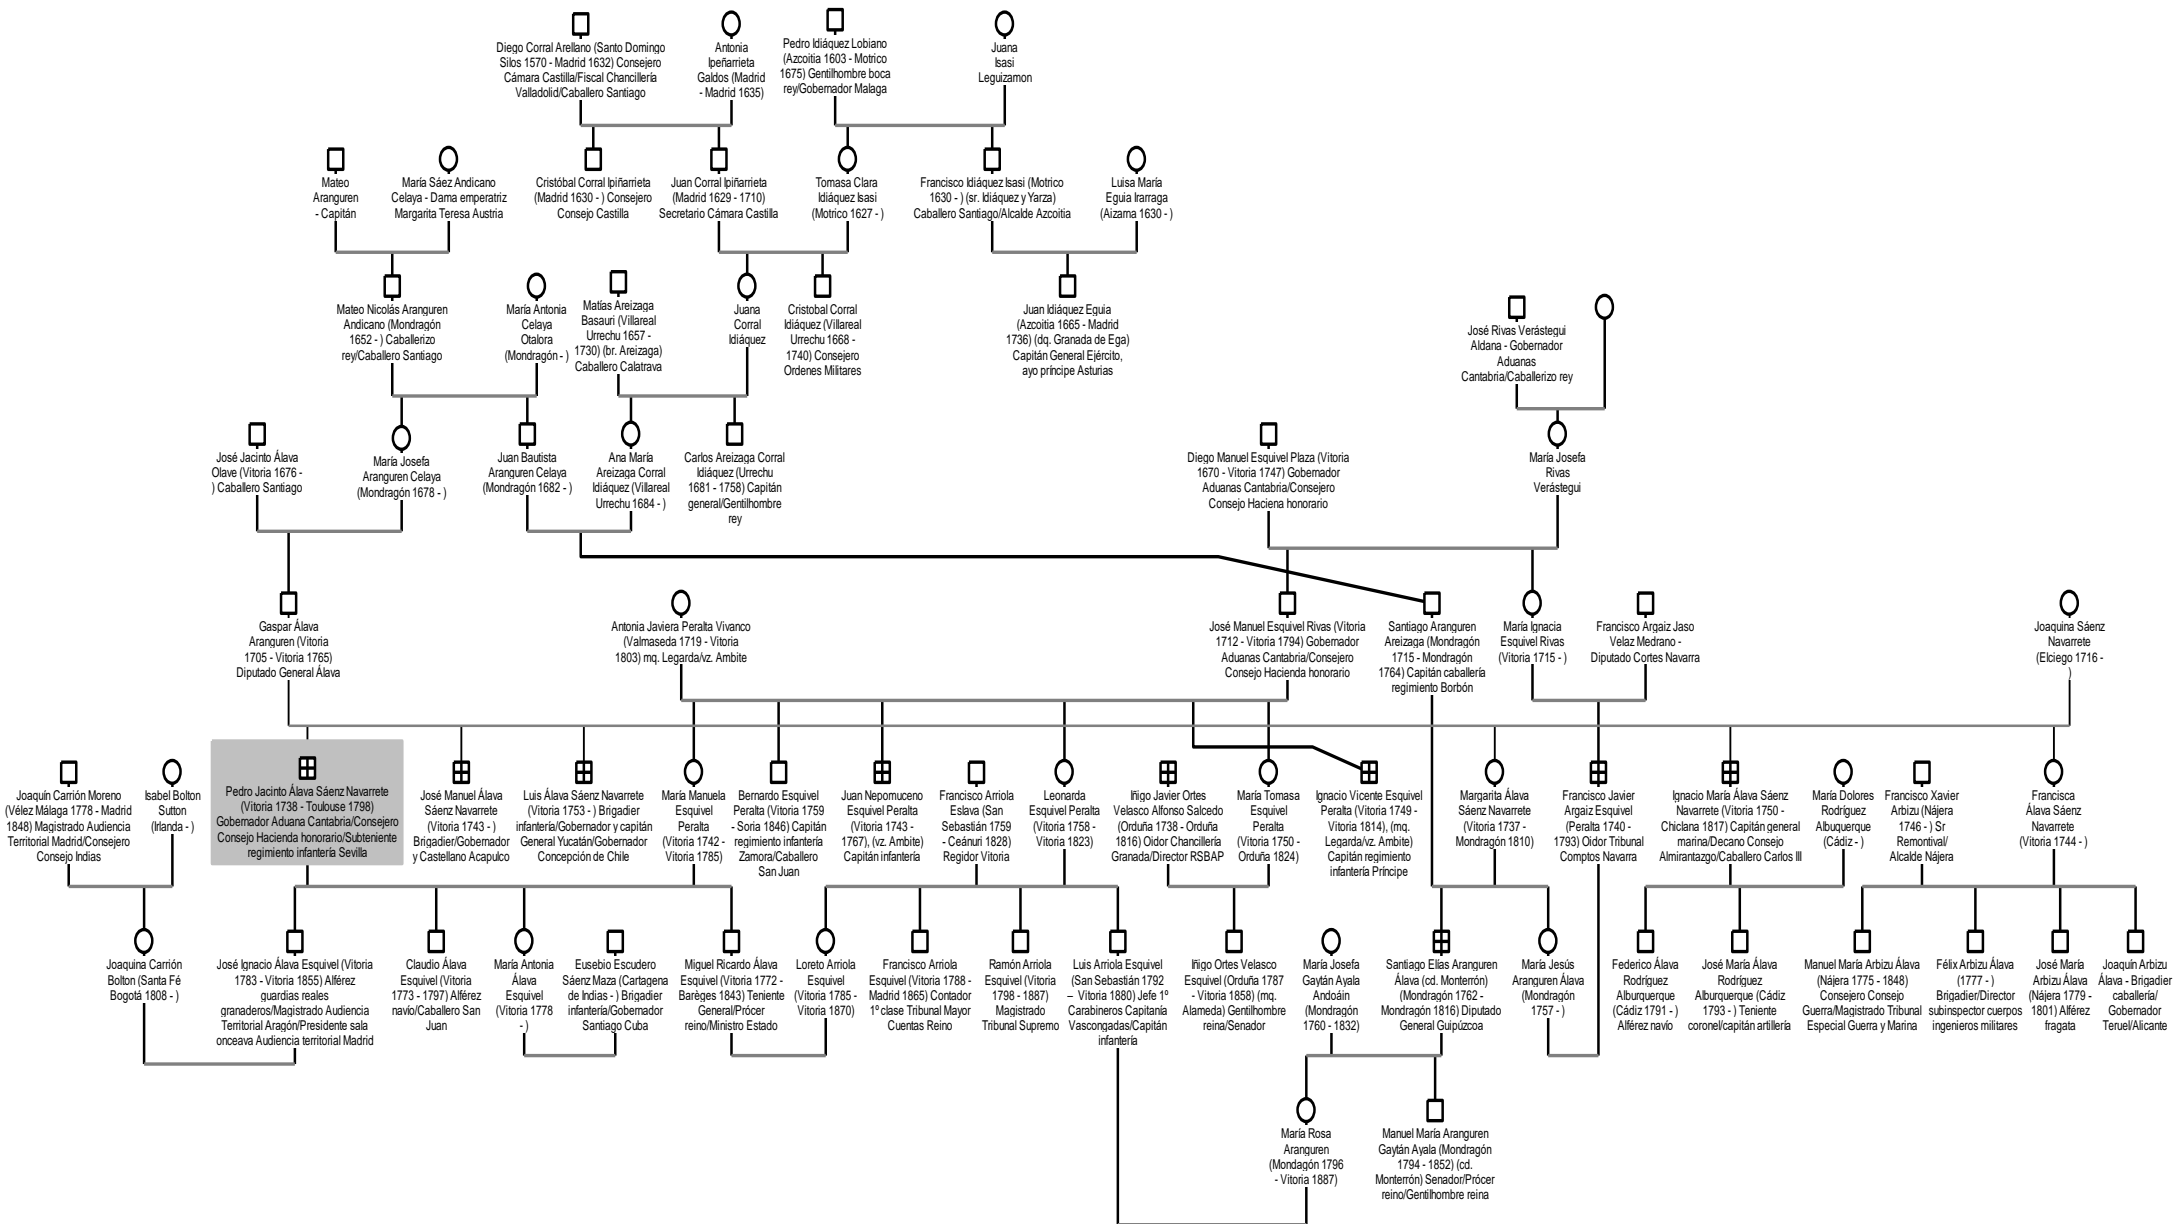 Diego Corral Arellano (Santo Domingo
Silos 1570 - Madrid 1632) Consejero
Cámara Castilla/Fiscal Chancillería
Valladolid/Caballero Santiago
Antonia
Ipeñarrieta
Galdos (Madrid
- Madrid 1635)
Pedro Idiáquez Lobiano
(Azcoitia 1603 - Motrico
1675) Gentilhombre boca
rey/Gobernador Malaga
Juana
Isasi
Leguizamon
Mateo
Aranguren
- Capitán
María Sáez Andicano
Celaya - Dama emperatriz
Margarita Teresa Austria
Cristóbal Corral Ipiñarrieta
(Madrid 1630 - ) Consejero
Consejo Castilla
Juan Corral Ipiñarrieta
(Madrid 1629 - 1710)
Secretario Cámara Castilla
Tomasa Clara
Idiáquez Isasi
(Motrico 1627 - )
Francisco Idiáquez Isasi (Motrico
1630 - ) (sr. Idiáquez y Yarza)
Caballero Santiago/Alcalde Azcoitia
Luisa María
Eguia Irarraga
(Aizarna 1630 - )
Mateo Nicolás Aranguren
Andicano (Mondragón
1652 - ) Caballerizo
rey/Caballero Santiago
María Antonia
Celaya
Otalora
(Mondragón - )
Matías Areizaga
Basauri (Villareal
Urrechu 1657 -
1730) (br. Areizaga)
Caballero Calatrava
Juana
Corral
Idiáquez
Cristobal Corral
Idiáquez (Villareal
Urrechu 1668 -
1740) Consejero
Ordenes Militares
Juan Idiáquez Eguia
(Azcoitia 1665 - Madrid
1736) (dq. Granada de Ega)
Capitán General Ejército,
ayo príncipe Asturias
José Rivas Verástegui
Aldana - Gobernador
Aduanas
Cantabria/Caballerizo rey
José Jacinto Álava
Olave (Vitoria 1676 -
) Caballero Santiago
María Josefa
Aranguren Celaya
(Mondragón 1678 - )
Juan Bautista
Aranguren Celaya
(Mondragón 1682 - )
Ana María
Areizaga Corral
Idiáquez (Villareal
Urrechu 1684 - )
Carlos Areizaga Corral
Idiáquez (Urrechu
1681 - 1758) Capitán
general/Gentilhombre
rey
Diego Manuel Esquivel Plaza (Vitoria
1670 - Vitoria 1747) Gobernador
Aduanas Cantabria/Consejero
Consejo Haciena honorario
María Josefa
Rivas
Verástegui
Gaspar Álava
Aranguren (Vitoria
1705 - Vitoria 1765)
Diputado General Álava
Antonia Javiera Peralta Vivanco
(Valmaseda 1719 - Vitoria
1803) mq. Legarda/vz. Ambite
José Manuel Esquivel Rivas (Vitoria
1712 - Vitoria 1794) Gobernador
Aduanas Cantabria/Consejero
Consejo Hacienda honorario
Santiago Aranguren
Areizaga (Mondragón
1715 - Mondragón
1764) Capitán caballería
regimiento Borbón
María Ignacia
Esquivel Rivas
(Vitoria 1715 - )
Francisco Argaiz Jaso
Velaz Medrano -
Diputado Cortes Navarra
Joaquina Sáenz
Navarrete
(Elciego 1716 -
)
Joaquín Carrión Moreno
(Vélez Málaga 1778 - Madrid
1848) Magistrado Audiencia
Territorial Madrid/Consejero
Consejo Indias
Isabel Bolton
Sutton
(Irlanda - )
Pedro Jacinto Álava Sáenz Navarrete
(Vitoria 1738 - Toulouse 1798)
Gobernador Aduana Cantabria/Consejero
Consejo Hacienda honorario/Subteniente
regimiento infantería Sevilla
José Manuel Álava
Sáenz Navarrete
(Vitoria 1743 - )
Brigadier/Gobernador
y Castellano Acapulco
Luis Álava Sáenz Navarrete
(Vitoria 1753 - ) Brigadier
infantería/Gobernador y capitán
General Yucatán/Gobernador
Concepción de Chile
María Manuela
Esquivel
Peralta
(Vitoria 1742 -
Vitoria 1785)
Bernardo Esquivel
Peralta (Vitoria 1759
- Soria 1846) Capitán
regimiento infantería
Zamora/Caballero
San Juan
Juan Nepomuceno
Esquivel Peralta
(Vitoria 1743 -
1767), (vz. Ambite)
Capitán infantería
Francisco Arriola
Eslava (San
Sebastián 1759
- Ceánuri 1828)
Regidor Vitoria
Leonarda
Esquivel Peralta
(Vitoria 1758 -
Vitoria 1823)
Iñigo Javier Ortes
Velasco Alfonso Salcedo
(Orduña 1738 - Orduña
1816) Oidor Chancillería
Granada/Director RSBAP
María Tomasa
Esquivel
Peralta
(Vitoria 1750 -
Orduña 1824)
Ignacio Vicente Esquivel
Peralta (Vitoria 1749 -
Vitoria 1814), (mq.
Legarda/vz. Ambite)
Capitán regimiento
infantería Príncipe
Margarita Álava
Sáenz Navarrete
(Vitoria 1737 -
Mondragón 1810)
Francisco Javier
Argaiz Esquivel
(Peralta 1740 -
1793) Oidor Tribunal
Comptos Navarra
Ignacio María Álava Sáenz
Navarrete (Vitoria 1750 -
Chiclana 1817) Capitán general
marina/Decano Consejo
Almirantazgo/Caballero Carlos III
María Dolores
Rodríguez
Albuquerque
(Cádiz - )
Francisco Xavier
Arbizu (Nájera
1746 - ) Sr
Remontival/
Alcalde Nájera
Francisca
Álava Sáenz
Navarrete
(Vitoria 1744 - )
Joaquina Carrión
Bolton (Santa Fé
Bogotá 1808 - )
José Ignacio Álava Esquivel (Vitoria
1783 - Vitoria 1855) Alférez
guardias reales
granaderos/Magistrado Audiencia
Territorial Aragón/Presidente sala
onceava Audiencia territorial Madrid
Claudio Álava
Esquivel (Vitoria
1773 - 1797) Alférez
navío/Caballero San
Juan
María Antonia
Álava
Esquivel
(Vitoria 1778
- )
Eusebio Escudero
Sáenz Maza (Cartagena
de Indias - ) Brigadier
infantería/Gobernador
Santiago Cuba
Miguel Ricardo Álava
Esquivel (Vitoria 1772 -
Barèges 1843) Teniente
General/Prócer
reino/Ministro Estado
Loreto Arriola
Esquivel
(Vitoria 1785 -
Vitoria 1870)
Francisco Arriola
Esquivel (Vitoria 1788 -
Madrid 1865) Contador
1º clase Tribunal Mayor
Cuentas Reino
Ramón Arriola
Esquivel (Vitoria
1798 - 1887)
Magistrado
Tribunal Supremo
Luis Arriola Esquivel
(San Sebastián 1792
– Vitoria 1880) Jefe 1º
Carabineros Capitanía
Vascongadas/Capitán
infantería
Iñigo Ortes Velasco
Esquivel (Orduña 1787
- Vitoria 1858) (mq.
Alameda) Gentilhombre
reina/Senador
María Josefa
Gaytán Ayala
Andoáin
(Mondragón
1760 - 1832)
Santiago Elías Aranguren
Álava (cd. Monterrón)
(Mondragón 1762 -
Mondragón 1816) Diputado
General Guipúzcoa
María Jesús
Aranguren Álava
(Mondragón
1757 - )
Federico Álava
Rodríguez
Alburquerque
(Cádiz 1791 - )
Alférez navío
José María Álava
Rodríguez
Alburquerque (Cádiz
1793 - ) Teniente
coronel/capitán artillería
Manuel María Arbizu Álava
(Nájera 1775 - 1848)
Consejero Consejo
Guerra/Magistrado Tribunal
Especial Guerra y Marina
Félix Arbizu Álava
(1777 - )
Brigadier/Director
subinspector cuerpos
ingenieros militares
José María
Arbizu Álava
(Nájera 1779 -
1801) Alférez
fragata
Joaquín Arbizu
Álava - Brigadier
caballería/
Gobernador
Teruel/Alicante
María Rosa
Aranguren
(Mondagón 1796
- Vitoria 1887)
Manuel María Aranguren
Gaytán Ayala (Mondragón
1794 - 1852) (cd.
Monterrón) Senador/Prócer
reino/Gentilhombre reina